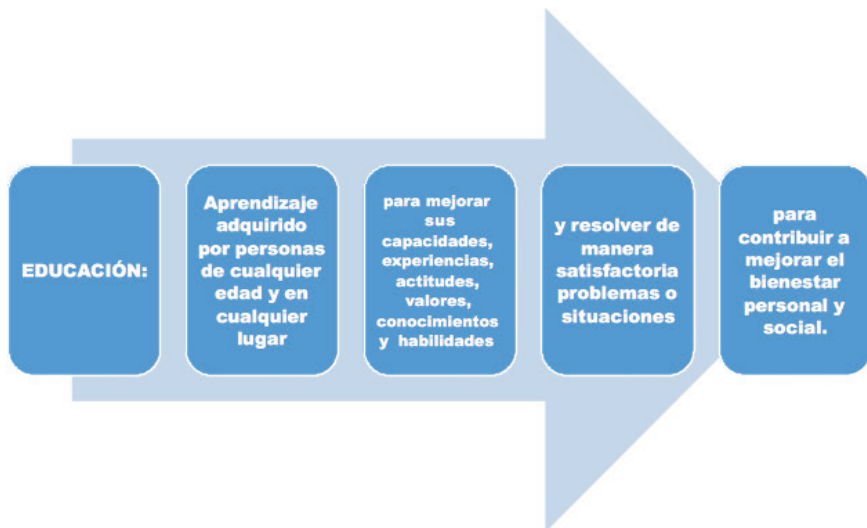 EDUCACIÓN:
Aprendizaje
adquirido
por personas
de cualquier
edad y en
cualquier
lugar
para mejorar
sus
capacidades,
experiencias,
actitudes,
valores,
conocimientos
y habilidades
y resolver de
manera
satisfactoria
problemas o
situaciones
para
contribuir a
mejorar el
bienestar
personal y
social.